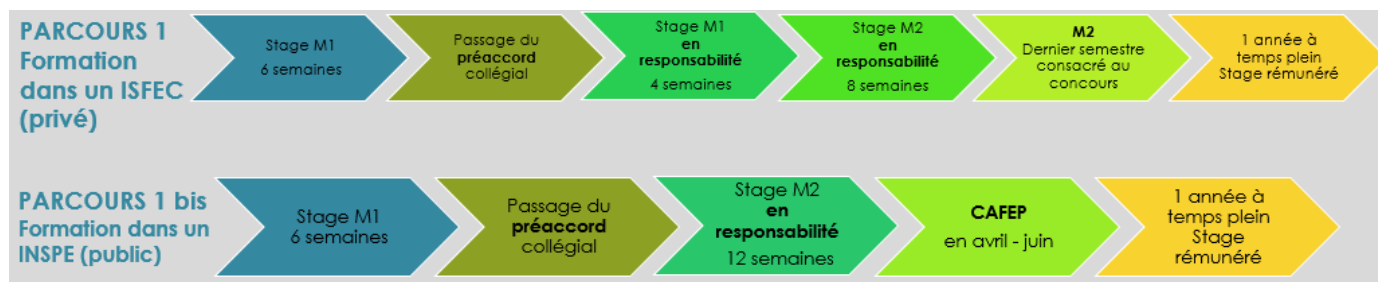 PARCOURS 1
Formation
dans un ISFEC
(privé)
Stage M1
6 semaines
Passage du
préaccord
collégial
Stage M1
en
responsabilité
4 semaines
Stage M2
en
responsabilité
8 semaines
M2
Dernier semestre
consacré au
concours
1 année à
temps plein
Stage rémunéré
PARCOURS 1 bis
Formation dans un
INSPE (public)
Stage M1
6 semaines
Passage du
préaccord
collégial
Stage M2
en
responsabilité
12 semaines
CAFEP
en avril - juin
1 année à
temps plein
Stage
rémunéré